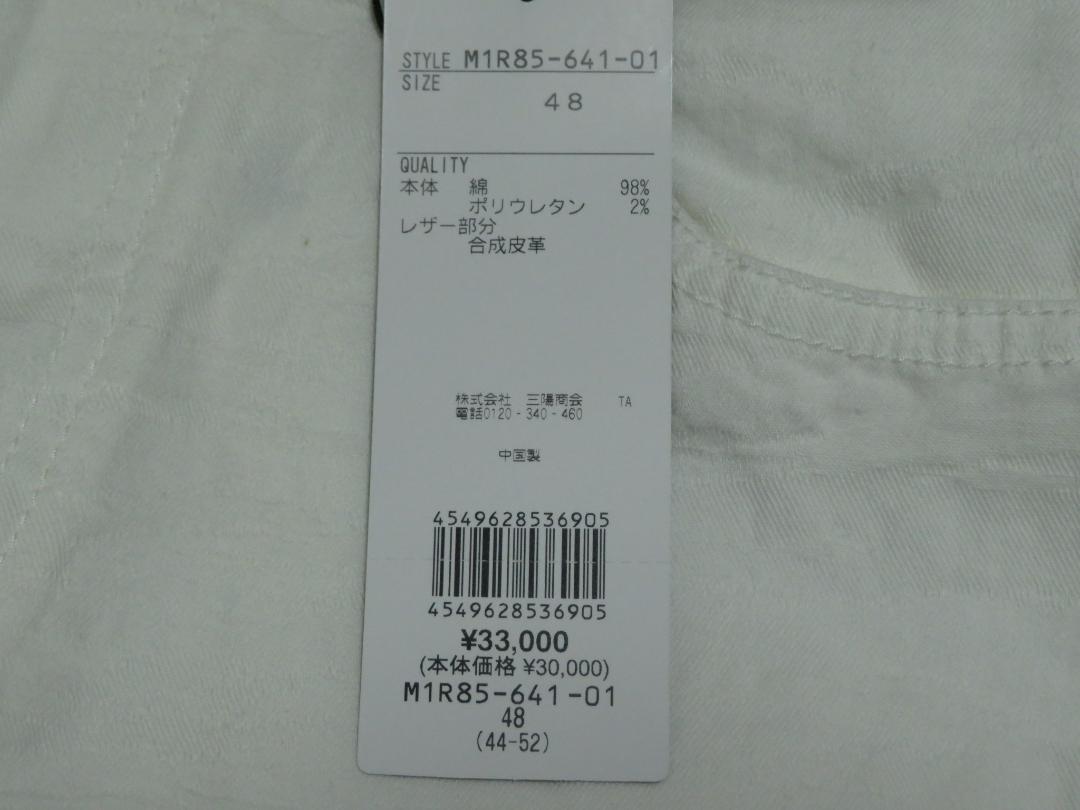 STYLE M1R85-641-01
SIZE
48
QUALITY
本体 綿 98%
ポリウレタン 2%
レザー部分
合成皮革
株式会社 三陽商会 TA
電話0120-340-460
中国製
4549628536905
4549628536905
¥33,000
(本体価格 ¥30,000)
M1R85-641-01
48
(44-52)